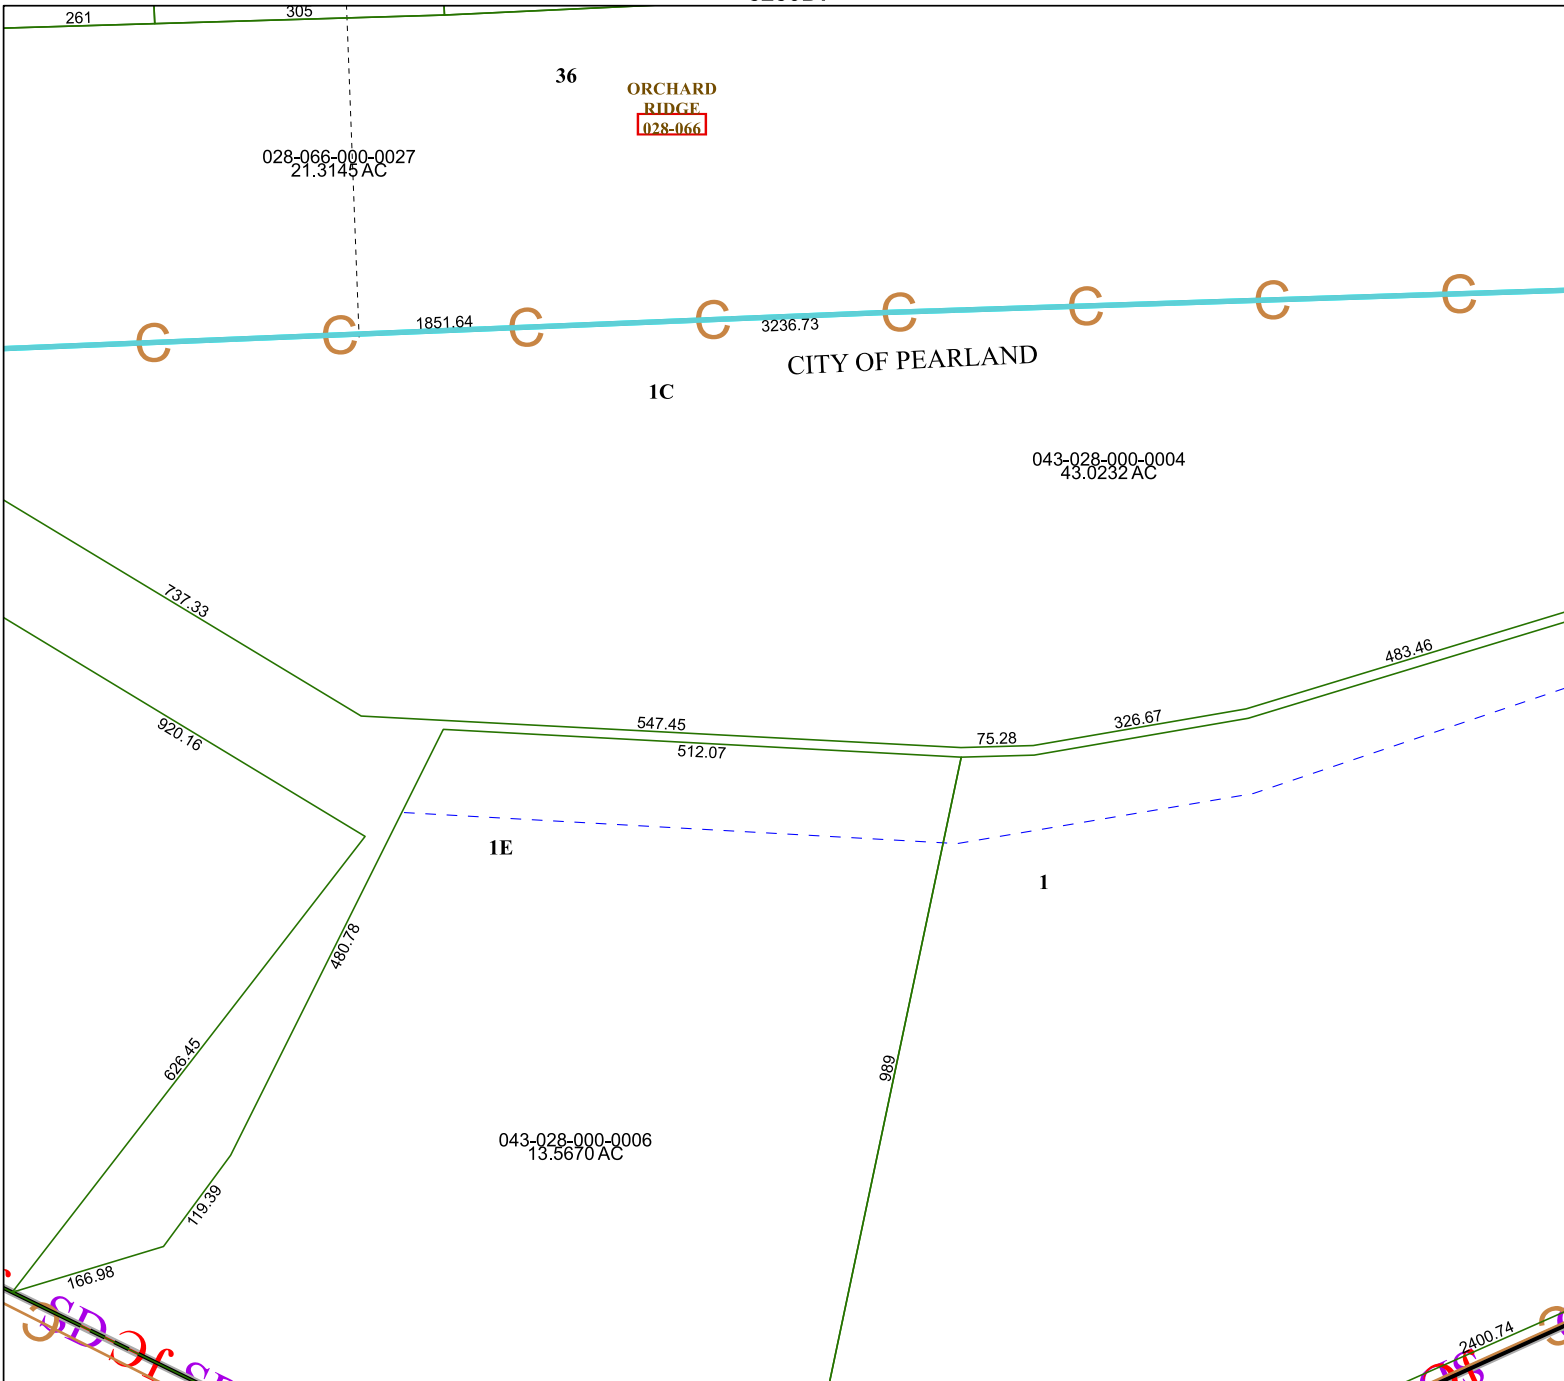 261
305
36
ORCHARD
RIDGE
028-066
028-066-000-0027
21.3145 AC
C
C
C
C
C
C
C
C
1851.64
3236.73
CITY OF PEARLAND
1C
043-028-000-0004
43.0232 AC
737.33
920.16
547.45
512.07
75.28
326.67
483.46
1E
1
480.78
626.45
989
043-028-000-0006
13.5670 AC
119.39
166.98
C
SD
Cf
2400.74
C